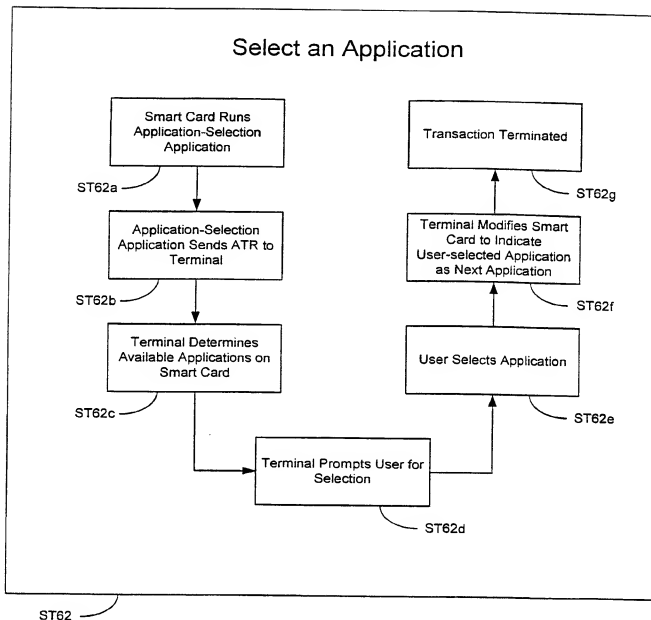 Select an Application
Smart Card Runs
Application-Selection
Application
ST62a
Application-Selection
Application Sends ATR to
Terminal
ST62b
Terminal Determines
Available Applications on
Smart Card
ST62c
Terminal Prompts User for
Selection
ST62d
User Selects Application
ST62e
Terminal Modifies Smart
Card to Indicate
User-selected Application
as Next Application
ST62f
Transaction Terminated
ST62g
ST62